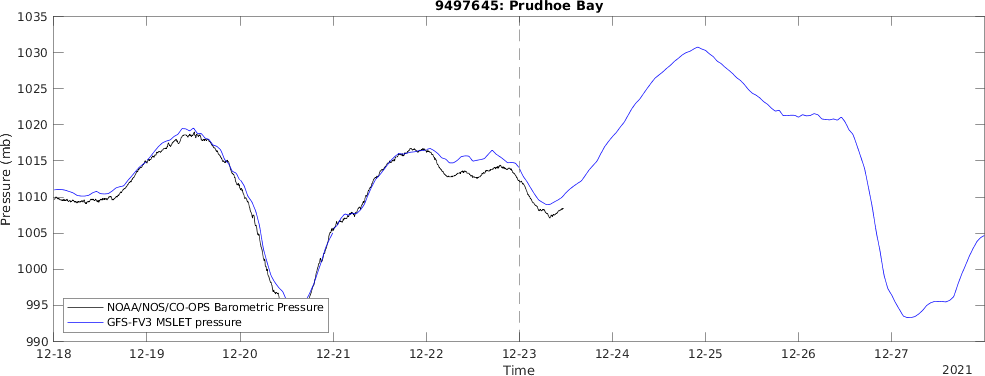 9497645: Prudhoe Bay
Pressure (mb)
1035
1030
1025
1020
1015
1010
1005
1000
995
990
NOAA/NOS/CO-OPS Barometric Pressure
GFS-FV3 MSLET pressure
12-18 12-19 12-20 12-21 12-22 12-23 12-24 12-25 12-26 12-27
Time
2021